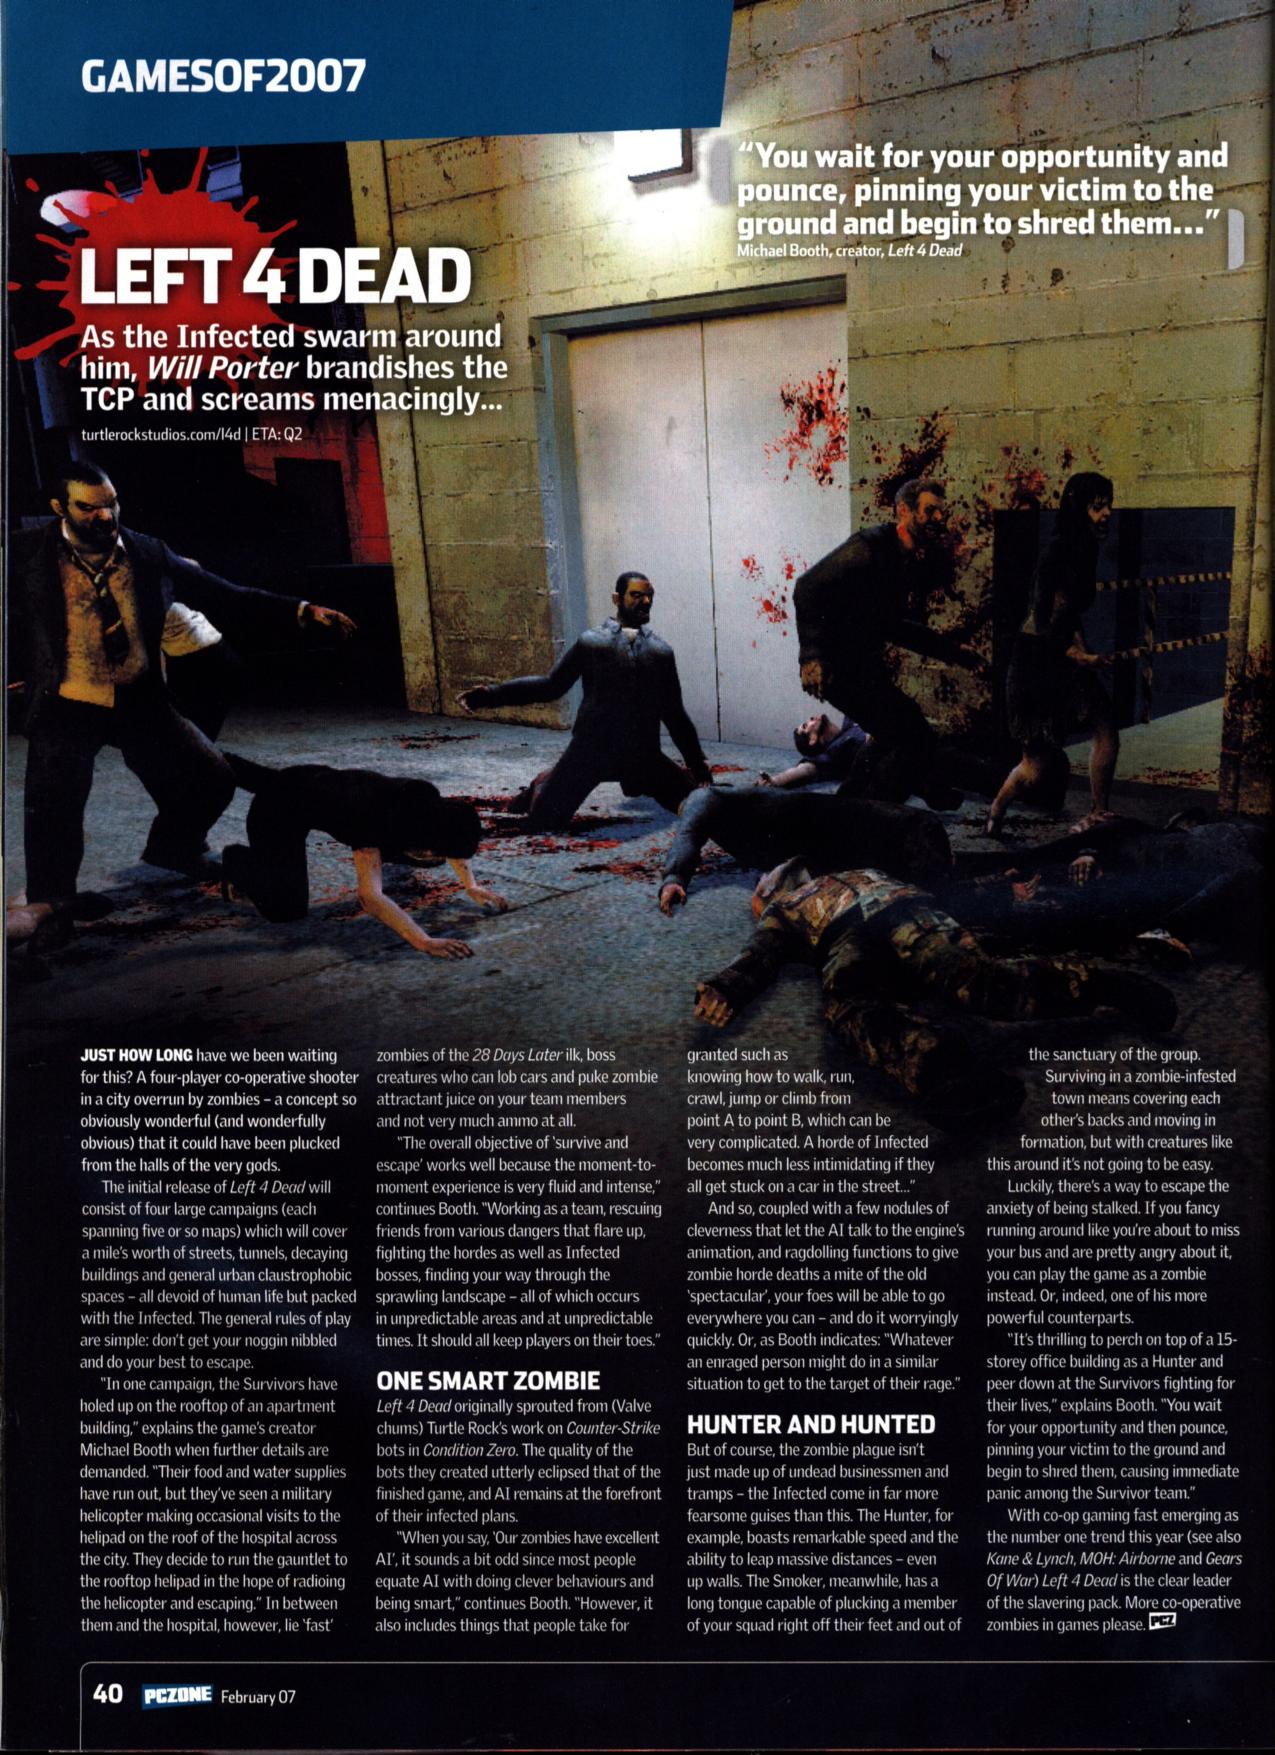 GAMESOF2007
"You wait for your opportunity and
pounce, pinning your victim to the
ground and begin to shred them..."
Michael Booth, creator, Left 4 Dead
LEFT 4 DEAD
As the Infected swarm around
him, Will Porter brandishes the
TCP and screams menacingly...
turtlerockstudios.com/l4d | ETA: Q2
JUST HOW LONG have we been waiting
for this? A four-player co-operative shooter
in a city overrun by zombies – a concept so
obviously wonderful (and wonderfully
obvious) that it could have been plucked
from the halls of the very gods.
The initial release of Left 4 Dead will
consist of four large campaigns (each
spanning five or so maps) which will cover
a mile's worth of streets, tunnels, decaying
buildings and general urban claustrophobic
spaces – all devoid of human life but packed
with the Infected. The general rules of play
are simple: don't get your noggin nibbled
and do your best to escape.
"In one campaign, the Survivors have
holed up on the rooftop of an apartment
building," explains the game's creator
Michael Booth when further details are
demanded. "Their food and water supplies
have run out, but they've seen a military
helicopter making occasional visits to the
helipad on the roof of the hospital across
the city. They decide to run the gauntlet to
the rooftop helipad in the hope of radioing
the helicopter and escaping." In between
them and the hospital, however, lie 'fast'
zombies of the 28 Days Later ilk, boss
creatures who can lob cars and puke zombie
attractant juice on your team members
and not very much ammo at all.
"The overall objective of 'survive and
escape' works well because the moment-to-
moment experience is very fluid and intense,"
continues Booth. "Working as a team, rescuing
friends from various dangers that flare up,
fighting the hordes as well as Infected
bosses, finding your way through the
sprawling landscape – all of which occurs
in unpredictable areas and at unpredictable
times. It should all keep players on their toes."
ONE SMART ZOMBIE
Left 4 Dead originally sprouted from (Valve
chums) Turtle Rock's work on Counter-Strike
bots in Condition Zero. The quality of the
bots they created utterly eclipsed that of the
finished game, and AI remains at the forefront
of their infected plans.
"When you say, 'Our zombies have excellent
AI', it sounds a bit odd since most people
equate AI with doing clever behaviours and
being smart," continues Booth. "However, it
also includes things that people take for
granted such as
knowing how to walk, run,
crawl, jump or climb from
point A to point B, which can be
very complicated. A horde of Infected
becomes much less intimidating if they
all get stuck on a car in the street..."
And so, coupled with a few nodules of
cleverness that let the AI talk to the engine's
animation, and ragdolling functions to give
zombie horde deaths a mite of the old
'spectacular', your foes will be able to go
everywhere you can – and do it worryingly
quickly. Or, as Booth indicates: "Whatever
an enraged person might do in a similar
situation to get to the target of their rage."
HUNTER AND HUNTED
But of course, the zombie plague isn't
just made up of undead businessmen and
tramps – the Infected come in far more
fearsome guises than this. The Hunter, for
example, boasts remarkable speed and the
ability to leap massive distances – even
up walls. The Smoker, meanwhile, has a
long tongue capable of plucking a member
of your squad right off their feet and out of
the sanctuary of the group.
Surviving in a zombie-infested
town means covering each
other's backs and moving in
formation, but with creatures like
this around it's not going to be easy.
Luckily, there's a way to escape the
anxiety of being stalked. If you fancy
running around like you're about to miss
your bus and are pretty angry about it,
you can play the game as a zombie
instead. Or, indeed, one of his more
powerful counterparts.
"It's thrilling to perch on top of a 15-
storey office building as a Hunter and
peer down at the Survivors fighting for
their lives," explains Booth. "You wait
for your opportunity and then pounce,
pinning your victim to the ground and
begin to shred them, causing immediate
panic among the Survivor team."
With co-op gaming fast emerging as
the number one trend this year (see also
Kane & Lynch, MOH: Airborne and Gears
Of War) Left 4 Dead is the clear leader
of the slavering pack. More co-operative
zombies in games please. PCZ
40 PCZONE February 07